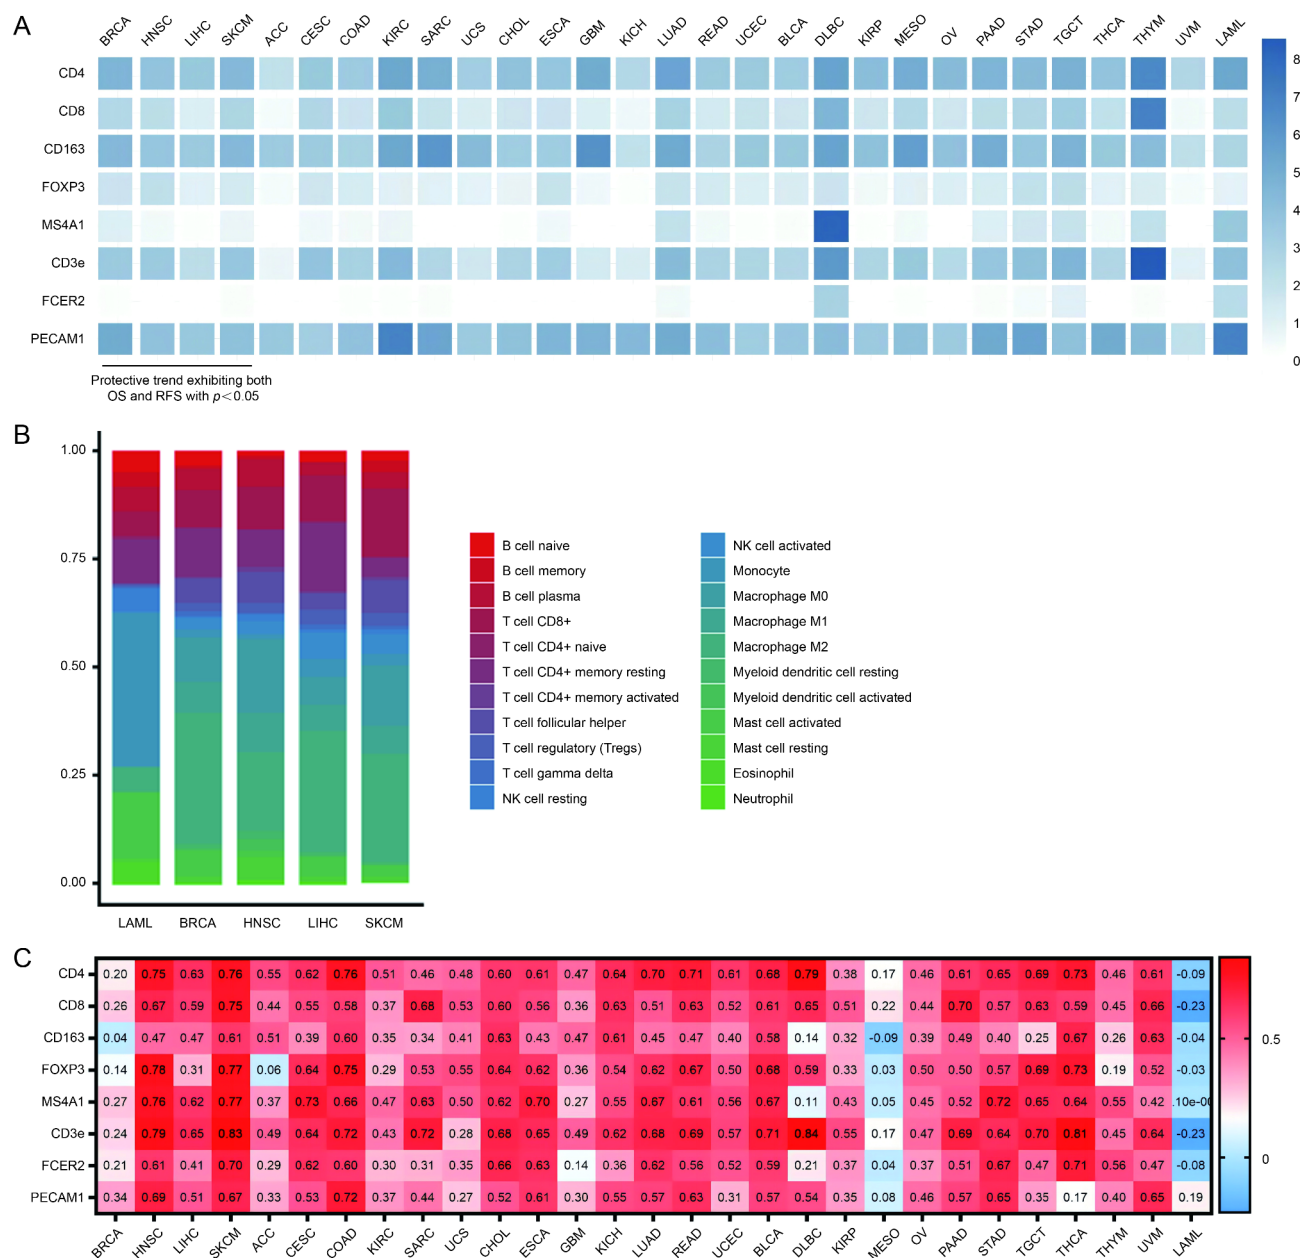 A
BRCA HNSC LIHC SKCM ACC CESC COAD KIRC SARC UCS CHOL ESCA GBM KICH LUAD READ UCEC BLCA DLBC KIRP MESO OV PAAD STAD TGCT THCA THYM UVM LAML
CD4
CD8
CD163
FOXP3
MS4A1
CD3e
FCER2
PECAM1
8
7
6
5
4
3
2
1
0
Protective trend exhibiting both
OS and RFS with p<0.05
B
1.00
0.75
0.50
0.25
0.00
LAML BRCA HNSC LIHC SKCM
B cell naive
B cell memory
B cell plasma
T cell CD8+
T cell CD4+ naive
T cell CD4+ memory resting
T cell CD4+ memory activated
T cell follicular helper
T cell regulatory (Tregs)
T cell gamma delta
NK cell resting
NK cell activated
Monocyte
Macrophage M0
Macrophage M1
Macrophage M2
Myeloid dendritic cell resting
Myeloid dendritic cell activated
Mast cell activated
Mast cell resting
Eosinophil
Neutrophil
C
CD4 0.20 0.75 0.63 0.76 0.55 0.62 0.76 0.51 0.46 0.48 0.60 0.61 0.47 0.64 0.70 0.71 0.61 0.68 0.79 0.38 0.17 0.46 0.61 0.65 0.69 0.73 0.46 0.61 -0.09
CD8 0.26 0.67 0.59 0.75 0.44 0.55 0.58 0.37 0.68 0.53 0.60 0.56 0.36 0.63 0.51 0.63 0.52 0.61 0.65 0.51 0.22 0.44 0.70 0.57 0.63 0.59 0.45 0.66 -0.23
CD163 0.04 0.47 0.47 0.61 0.51 0.39 0.60 0.35 0.34 0.41 0.63 0.43 0.47 0.61 0.45 0.47 0.40 0.58 0.14 0.32 -0.09 0.39 0.49 0.40 0.25 0.67 0.26 0.63 -0.04
FOXP3 0.14 0.78 0.31 0.77 0.06 0.64 0.75 0.29 0.53 0.55 0.64 0.62 0.36 0.54 0.62 0.67 0.50 0.68 0.59 0.33 0.03 0.50 0.50 0.57 0.69 0.73 0.19 0.52 -0.03
MS4A1 0.27 0.76 0.62 0.77 0.37 0.73 0.66 0.47 0.63 0.50 0.62 0.70 0.27 0.55 0.67 0.61 0.56 0.67 0.11 0.43 0.05 0.45 0.52 0.72 0.65 0.64 0.55 0.42 .10e-00
CD3e 0.24 0.79 0.65 0.83 0.49 0.64 0.72 0.43 0.72 0.28 0.68 0.65 0.49 0.62 0.68 0.69 0.57 0.71 0.84 0.55 0.17 0.47 0.69 0.64 0.70 0.81 0.45 0.64 -0.23
FCER2 0.21 0.61 0.41 0.70 0.29 0.62 0.60 0.30 0.31 0.35 0.66 0.63 0.14 0.36 0.62 0.56 0.52 0.59 0.21 0.37 0.04 0.37 0.51 0.67 0.47 0.71 0.56 0.47 -0.08
PECAM1 0.34 0.69 0.51 0.67 0.33 0.53 0.72 0.37 0.44 0.27 0.52 0.61 0.30 0.55 0.57 0.63 0.31 0.57 0.54 0.35 0.08 0.46 0.57 0.65 0.35 0.17 0.40 0.65 0.19
0.5
0
BRCA HNSC LIHC SKCM ACC CESC COAD KIRC SARC UCS CHOL ESCA GBM KICH LUAD READ UCEC BLCA DLBC KIRP MESO OV PAAD STAD TGCT THCA THYM UVM LAML